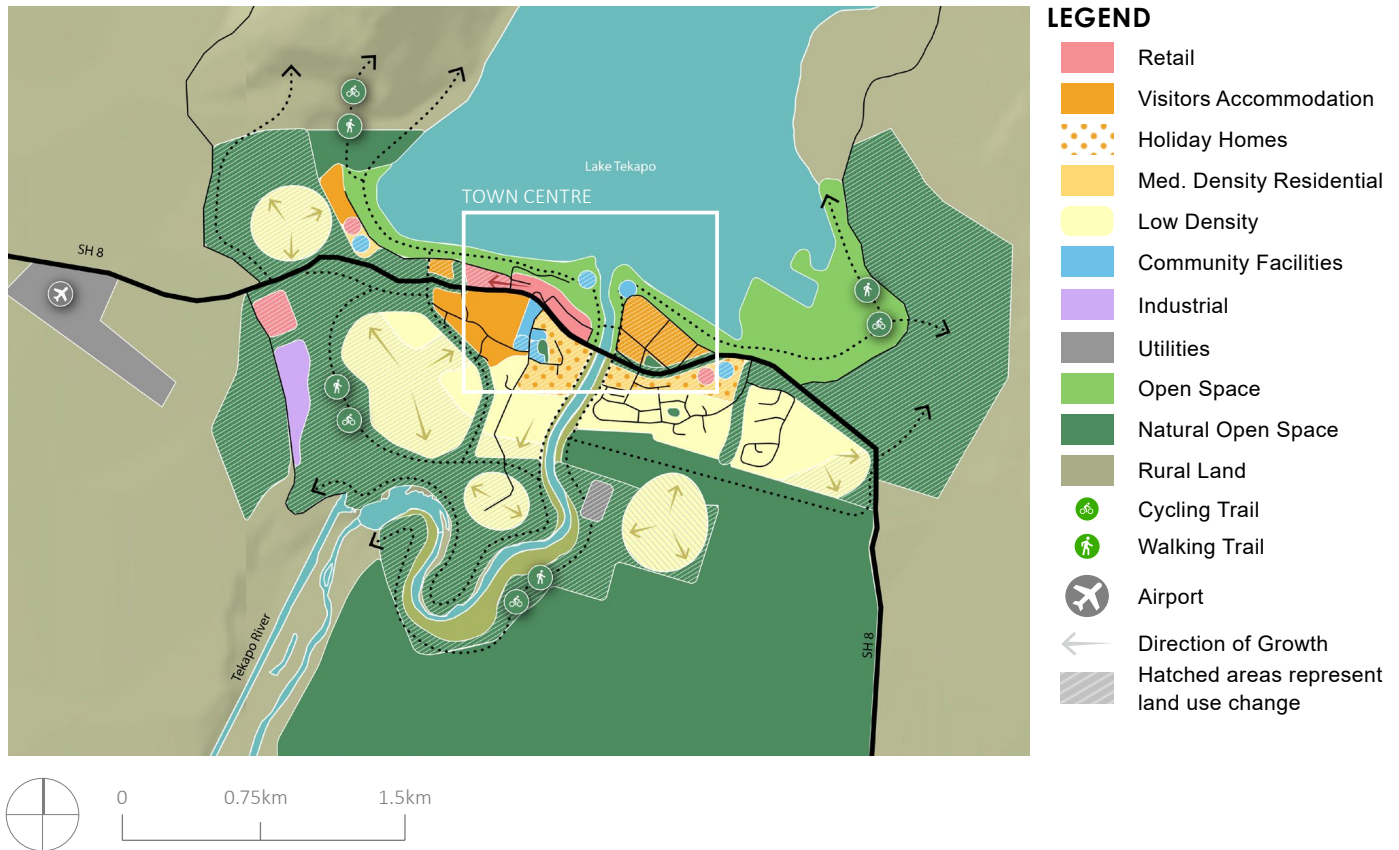 LEGEND
Retail
Visitors Accommodation
Holiday Homes
Med. Density Residential
Low Density
Community Facilities
Industrial
Utilities
Open Space
Natural Open Space
Rural Land
Cycling Trail
Walking Trail
Airport
Direction of Growth
Hatched areas represent
land use change
Lake Tekapo
TOWN CENTRE
SH 8
Tekapo River
SH 8
0
0.75km
1.5km